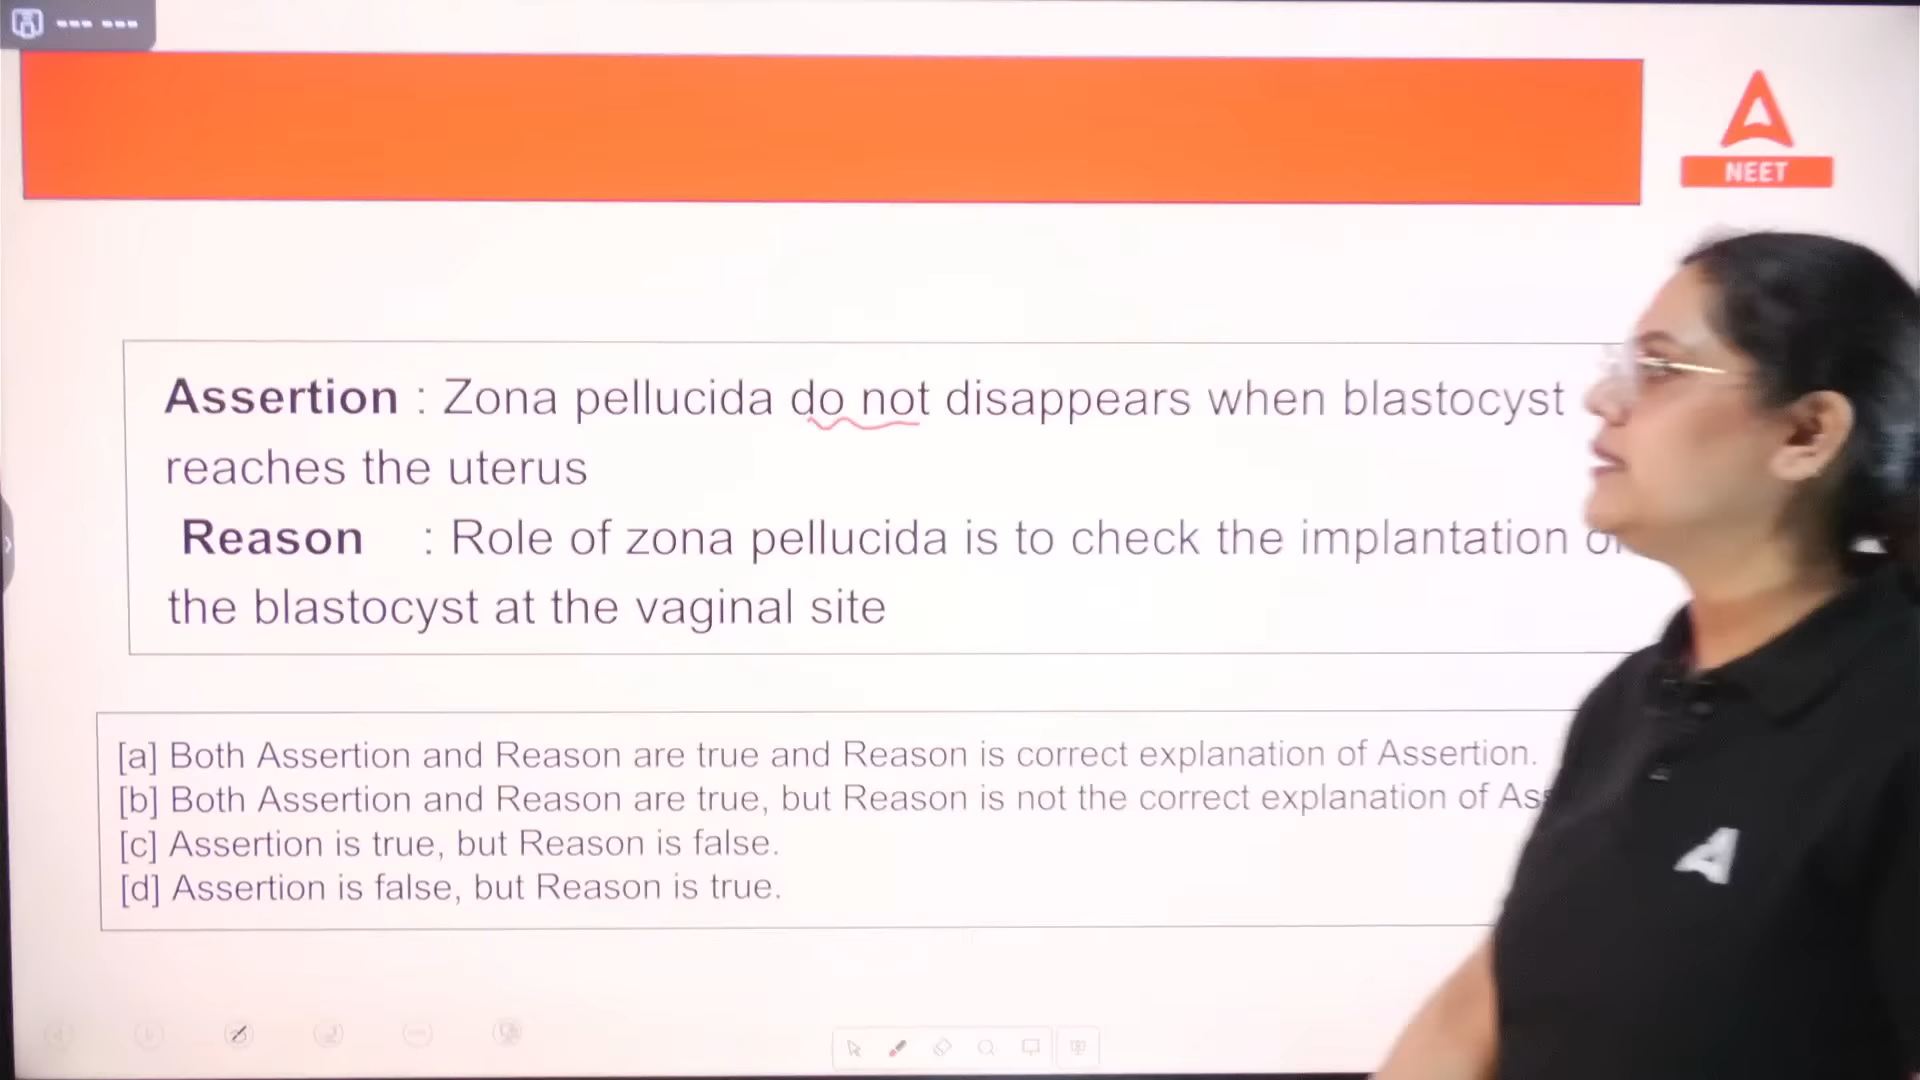 NEET
Assertion : Zona pellucida do not disappears when blastocyst
reaches the uterus
Reason : Role of zona pellucida is to check the implantation
the blastocyst at the vaginal site
[a] Both Assertion and Reason are true and Reason is correct explanation of Assertion.
[b] Both Assertion and Reason are true, but Reason is not the correct explanation of
[c] Assertion is true, but Reason is false.
[d] Assertion is false, but Reason is true.